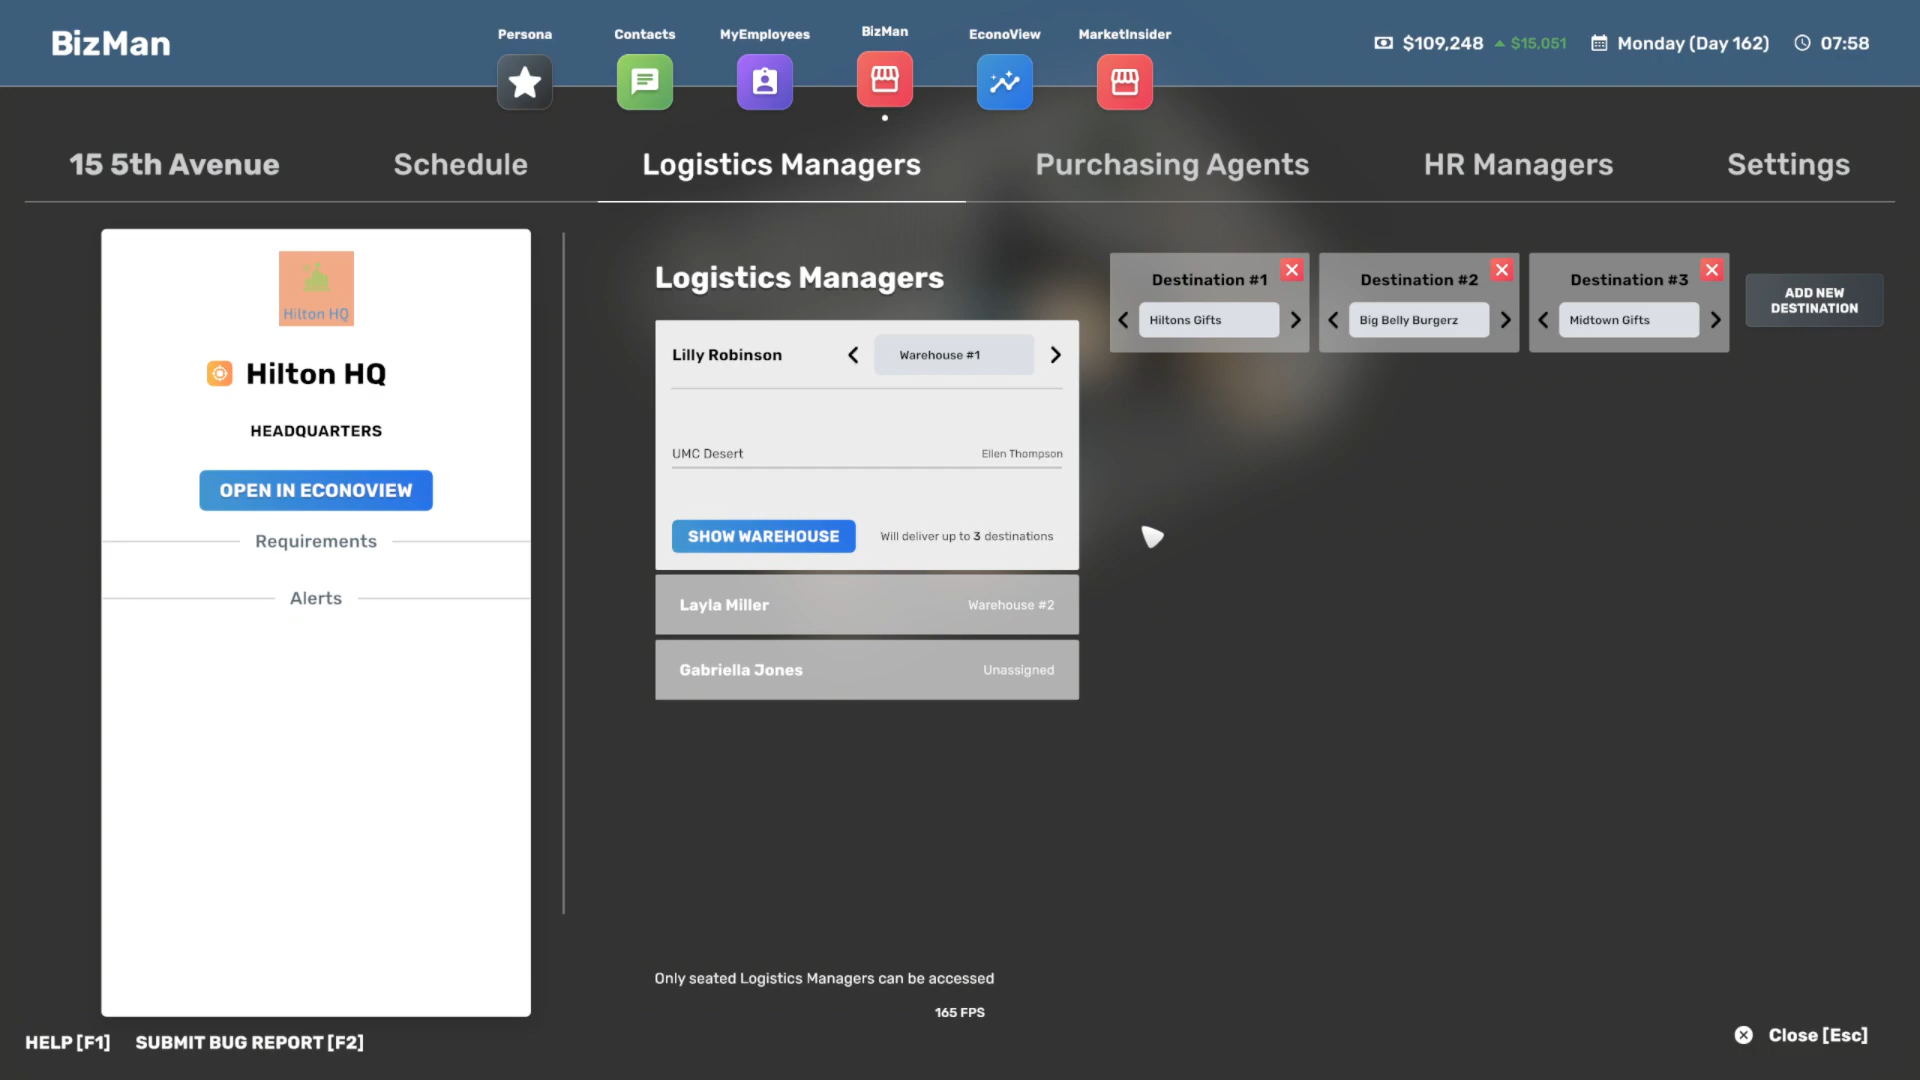 BizMan
Persona
Contacts
MyEmployees
BizMan
EconoView
MarketInsider
$109,248
$15,051
Monday (Day 162)
07:58
15 5th Avenue
Schedule
Logistics Managers
Purchasing Agents
HR Managers
Settings
Hilton HQ
Hilton HQ
HEADQUARTERS
OPEN IN ECONOVIEW
Requirements
Alerts
Logistics Managers
Lilly Robinson
Warehouse #1
UMC Desert
Ellen Thompson
SHOW WAREHOUSE
Will deliver up to 3 destinations
Layla Miller
Warehouse #2
Gabriella Jones
Unassigned
Destination #1
Hiltons Gifts
Destination #2
Big Belly Burgerz
Destination #3
Midtown Gifts
ADD NEW
DESTINATION
Only seated Logistics Managers can be accessed
165 FPS
HELP [F1]
SUBMIT BUG REPORT [F2]
Close [Esc]